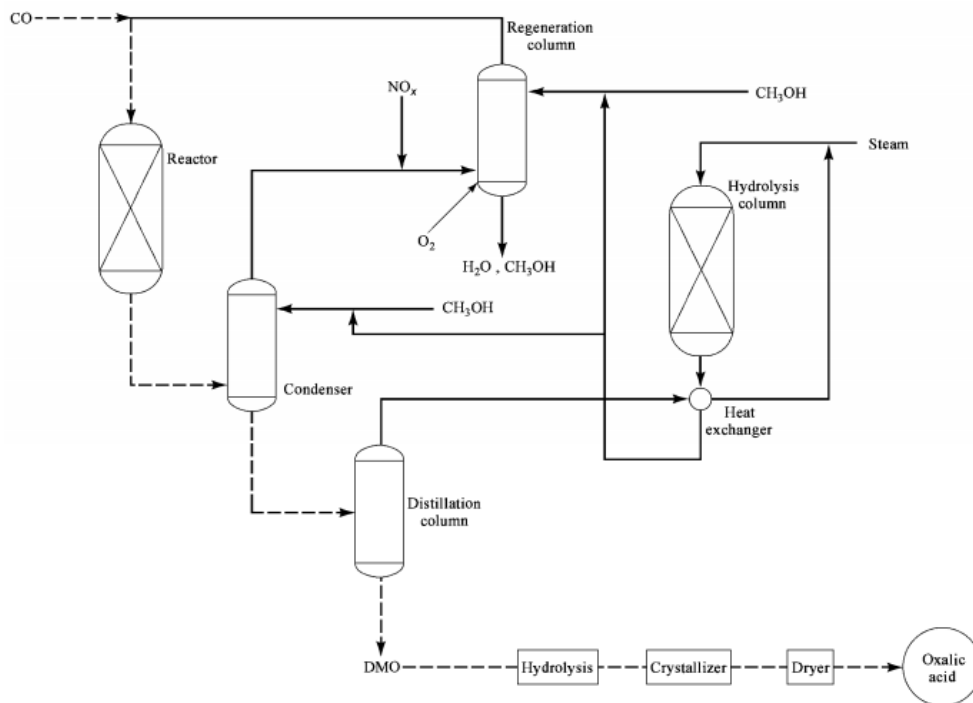 CO
Regeneration
column
NOₓ
CH₃OH
Reactor
Steam
Hydrolysis
column
O₂
H₂O , CH₃OH
CH₃OH
Condenser
Heat
exchanger
Distillation
column
DMO
Hydrolysis
Crystallizer
Dryer
Oxalic
acid